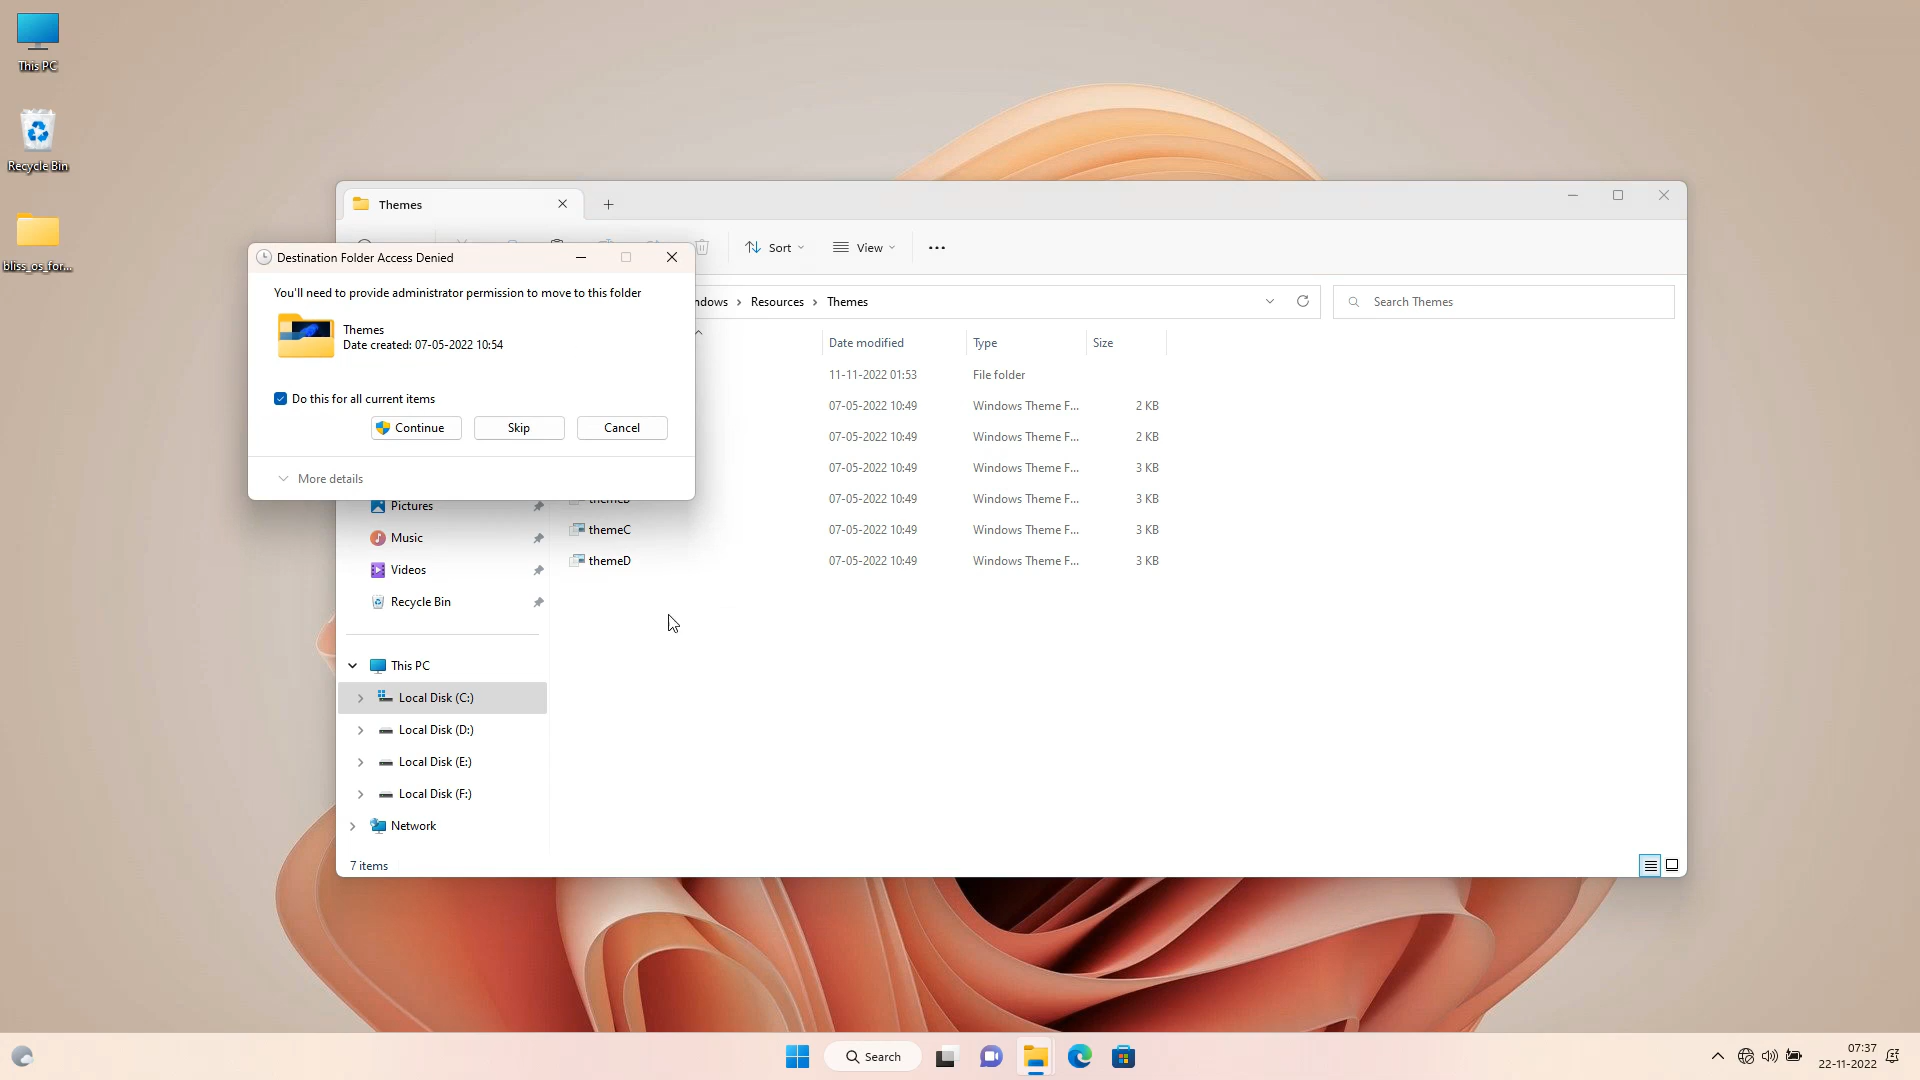 This PC
Recycle Bin
bliss_os_for...
Themes
Sort
View
Destination Folder Access Denied
You'll need to provide administrator permission to move to this folder
Themes
Date created: 07-05-2022 10:54
Do this for all current items
Continue
Skip
Cancel
More details
ndows
Resources
Themes
Search Themes
Date modified
Type
Size
11-11-2022 01:53
File folder
07-05-2022 10:49
Windows Theme F...
2 KB
07-05-2022 10:49
Windows Theme F...
2 KB
07-05-2022 10:49
Windows Theme F...
3 KB
themeB
07-05-2022 10:49
Windows Theme F...
3 KB
themeC
07-05-2022 10:49
Windows Theme F...
3 KB
themeD
07-05-2022 10:49
Windows Theme F...
3 KB
Pictures
Music
Videos
Recycle Bin
This PC
Local Disk (C:)
Local Disk (D:)
Local Disk (E:)
Local Disk (F:)
Network
7 items
Search
07:37
22-11-2022